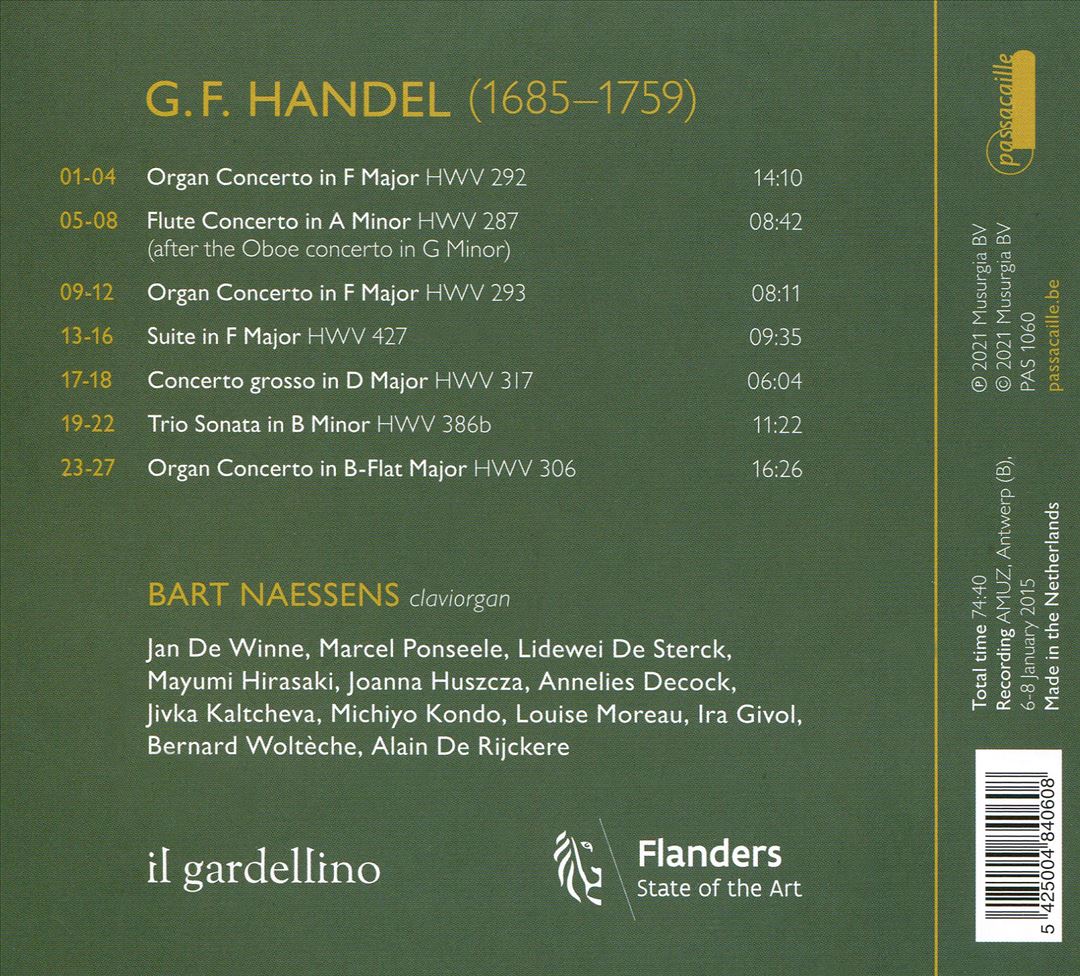 G. F. HANDEL (1685–1759)
01-04 Organ Concerto in F Major HWV 292 14:10
05-08 Flute Concerto in A Minor HWV 287 08:42
(after the Oboe concerto in G Minor)
09-12 Organ Concerto in F Major HWV 293 08:11
13-16 Suite in F Major HWV 427 09:35
17-18 Concerto grosso in D Major HWV 317 06:04
19-22 Trio Sonata in B Minor HWV 386b 11:22
23-27 Organ Concerto in B-Flat Major HWV 306 16:26
BART NAESSENS claviorgan
Jan De Winne, Marcel Ponseele, Lidewei De Sterck,
Mayumi Hirasaki, Joanna Huszcza, Annelies Decock,
Jivka Kaltcheva, Michiyo Kondo, Louise Moreau, Ira Givol,
Bernard Woltèche, Alain De Rijckere
il gardellino
Flanders
State of the Art
passacaille
℗ 2021 Musurgia BV
© 2021 Musurgia BV
PAS 1060
passacaille.be
Total time 74:40
Recording AMUZ, Antwerp (B),
6-8 January 2015
Made in the Netherlands
5 425004 840608